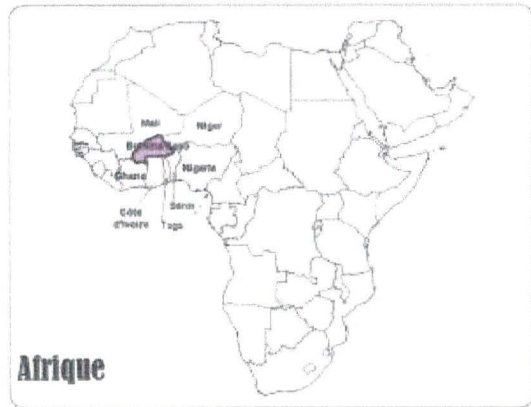 Mali
Niger
Burkina Faso
Ghana
Nigeria
Bénin
Côte
d'Ivoire
Togo
Afrique